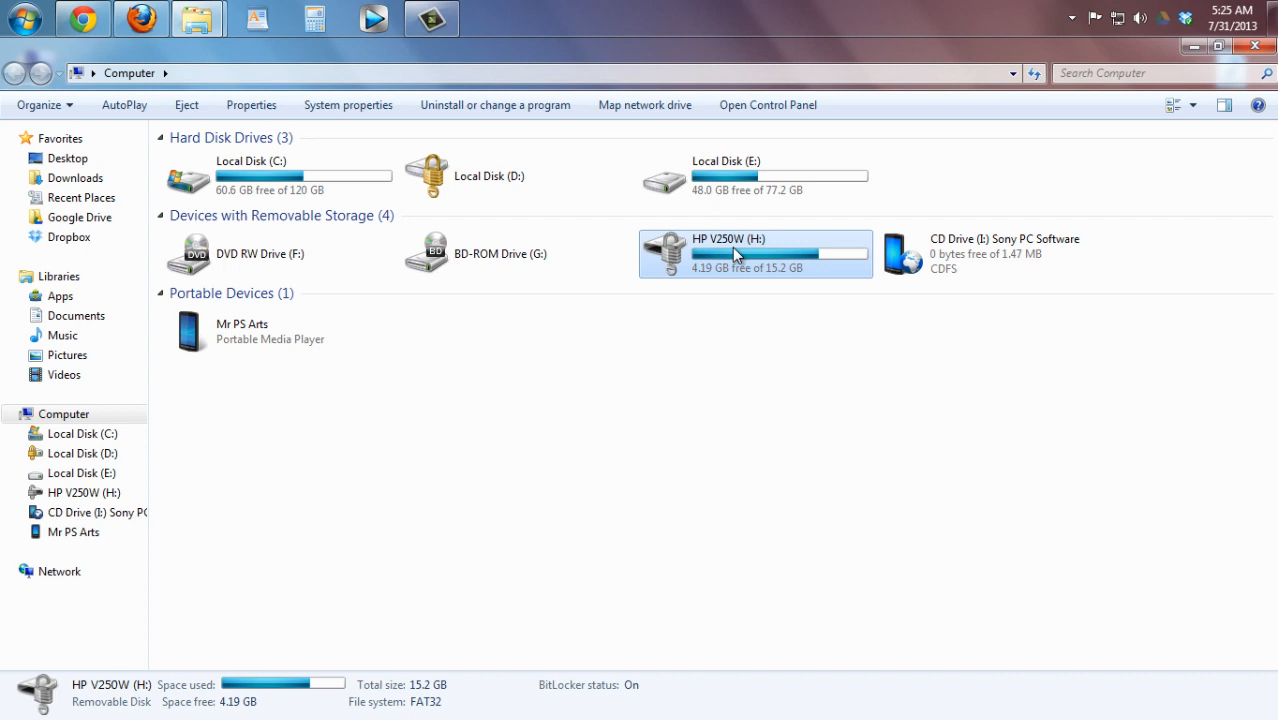 5:25 AM
7/31/2013
Computer
Search Computer
Organize AutoPlay Eject Properties System properties Uninstall or change a program Map network drive Open Control Panel
Favorites
Desktop
Downloads
Recent Places
Google Drive
Dropbox
Libraries
Apps
Documents
Music
Pictures
Videos
Computer
Local Disk (C:)
Local Disk (D:)
Local Disk (E:)
HP V250W (H:)
CD Drive (I:) Sony PC
Mr PS Arts
Network
Hard Disk Drives (3)
Local Disk (C:)
60.6 GB free of 120 GB
Local Disk (D:)
Local Disk (E:)
48.0 GB free of 77.2 GB
Devices with Removable Storage (4)
DVD
DVD RW Drive (F:)
BD
BD-ROM Drive (G:)
HP V250W (H:)
4.19 GB free of 15.2 GB
CD Drive (I:) Sony PC Software
0 bytes free of 1.47 MB
CDFS
Portable Devices (1)
Mr PS Arts
Portable Media Player
HP V250W (H:) Space used: Total size: 15.2 GB BitLocker status: On
Removable Disk Space free: 4.19 GB File system: FAT32